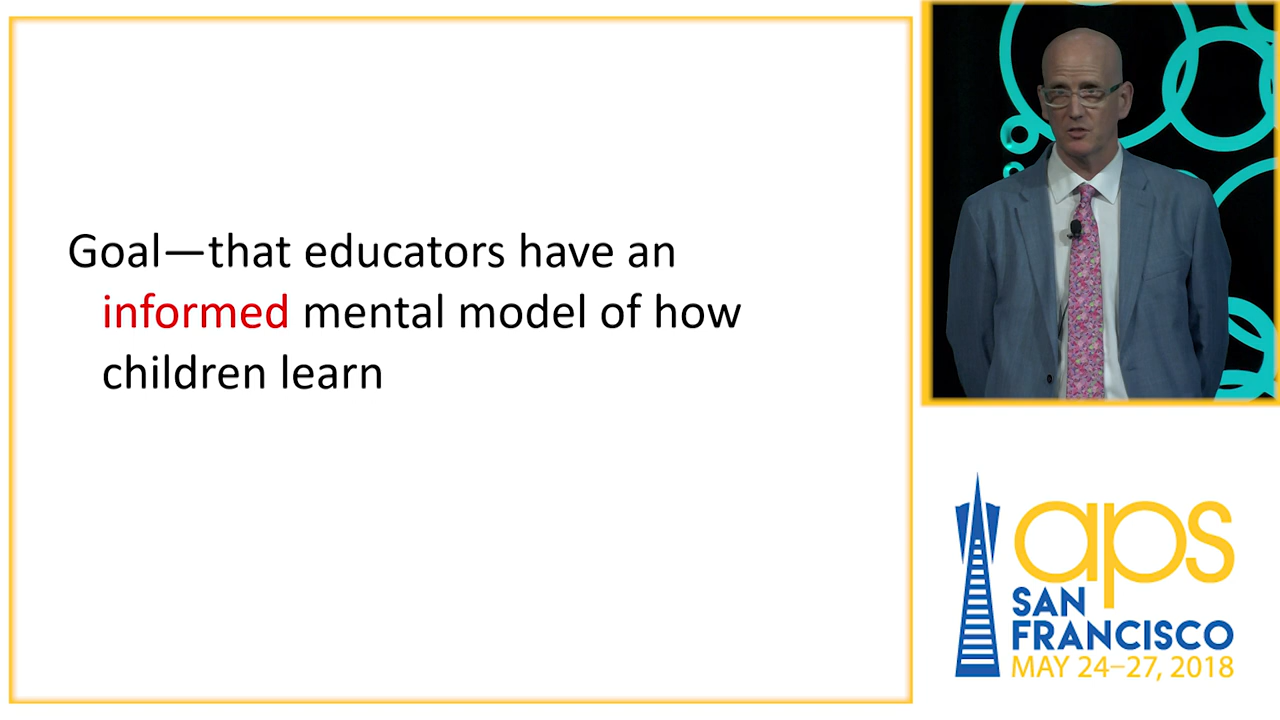 Goal—that educators have an
informed mental model of how
children learn
aps
SAN
FRANCISCO
MAY 24–27, 2018